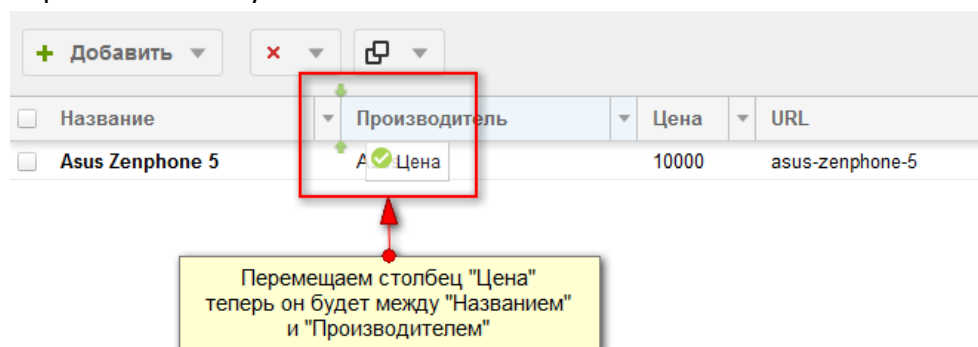 Добавить
Название Производитель Цена URL
Asus Zenphone 5 A Цена 10000 asus-zenphone-5
Перемещаем столбец "Цена"
теперь он будет между "Названием"
и "Производителем"